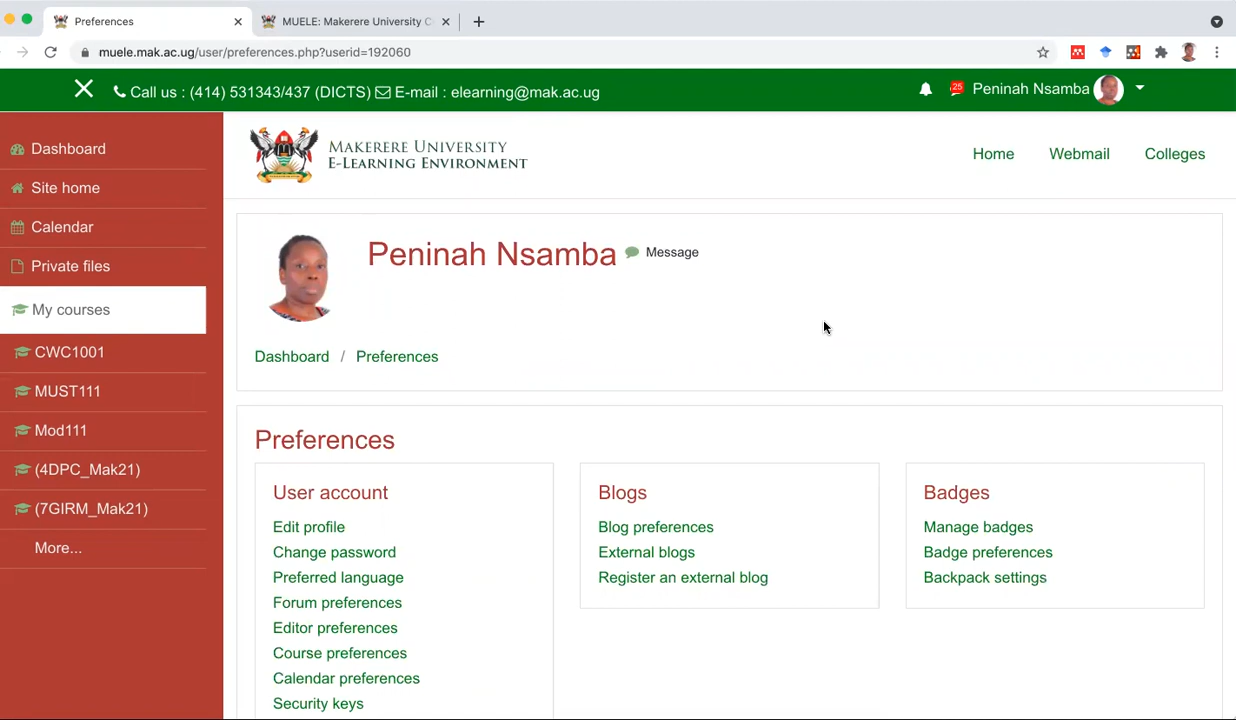 Preferences
MUELE: Makerere University
muele.mak.ac.ug/user/preferences.php?userid=192060
Call us : (414) 531343/437 (DICTS) E-mail : elearning@mak.ac.ug
25
Peninah Nsamba
Dashboard
Site home
Calendar
Private files
My courses
CWC1001
MUST111
Mod111
(4DPC_Mak21)
(7GIRM_Mak21)
More...
MAKERERE UNIVERSITY
E-LEARNING ENVIRONMENT
Home
Webmail
Colleges
Peninah Nsamba
Message
Dashboard / Preferences
Preferences
User account
Edit profile
Change password
Preferred language
Forum preferences
Editor preferences
Course preferences
Calendar preferences
Security keys
Blogs
Blog preferences
External blogs
Register an external blog
Badges
Manage badges
Badge preferences
Backpack settings